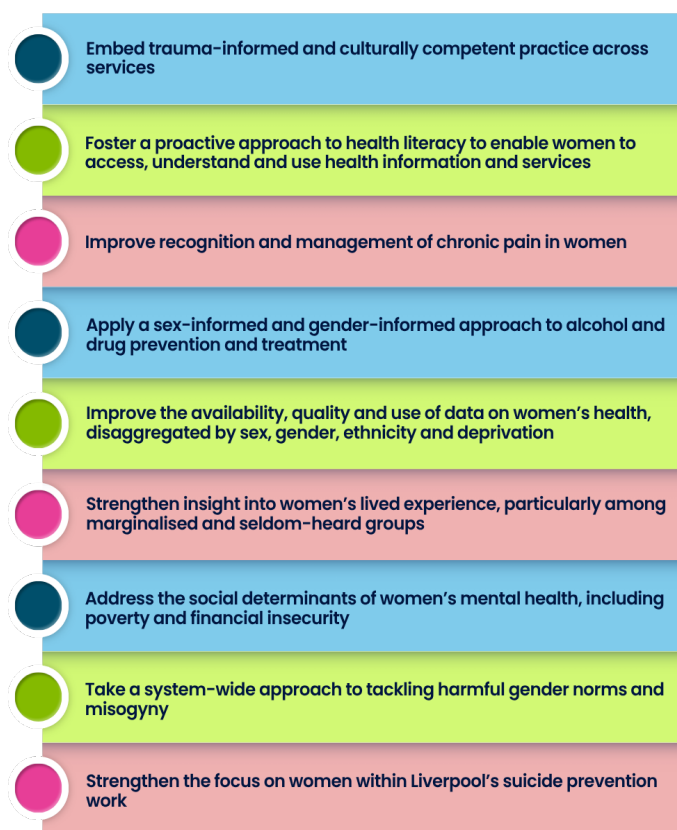 Embed trauma-informed and culturally competent practice across
services
Foster a proactive approach to health literacy to enable women to
access, understand and use health information and services
Improve recognition and management of chronic pain in women
Apply a sex-informed and gender-informed approach to alcohol and
drug prevention and treatment
Improve the availability, quality and use of data on women’s health,
disaggregated by sex, gender, ethnicity and deprivation
Strengthen insight into women’s lived experience, particularly among
marginalised and seldom-heard groups
Address the social determinants of women’s mental health, including
poverty and financial insecurity
Take a system-wide approach to tackling harmful gender norms and
misogyny
Strengthen the focus on women within Liverpool’s suicide prevention
work